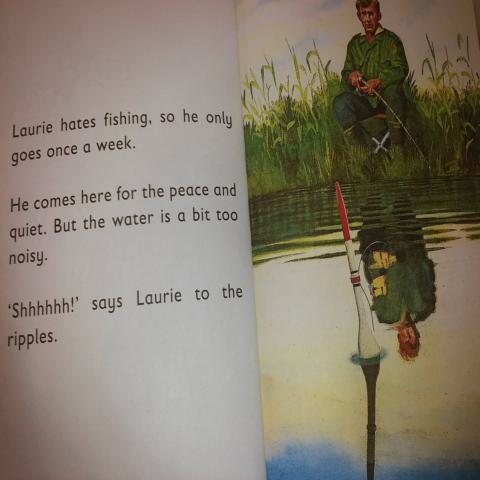 Laurie hates fishing, so he only
goes once a week.
He comes here for the peace and
quiet. But the water is a bit too
noisy.
‘Shhhhhh!’ says Laurie to the
ripples.